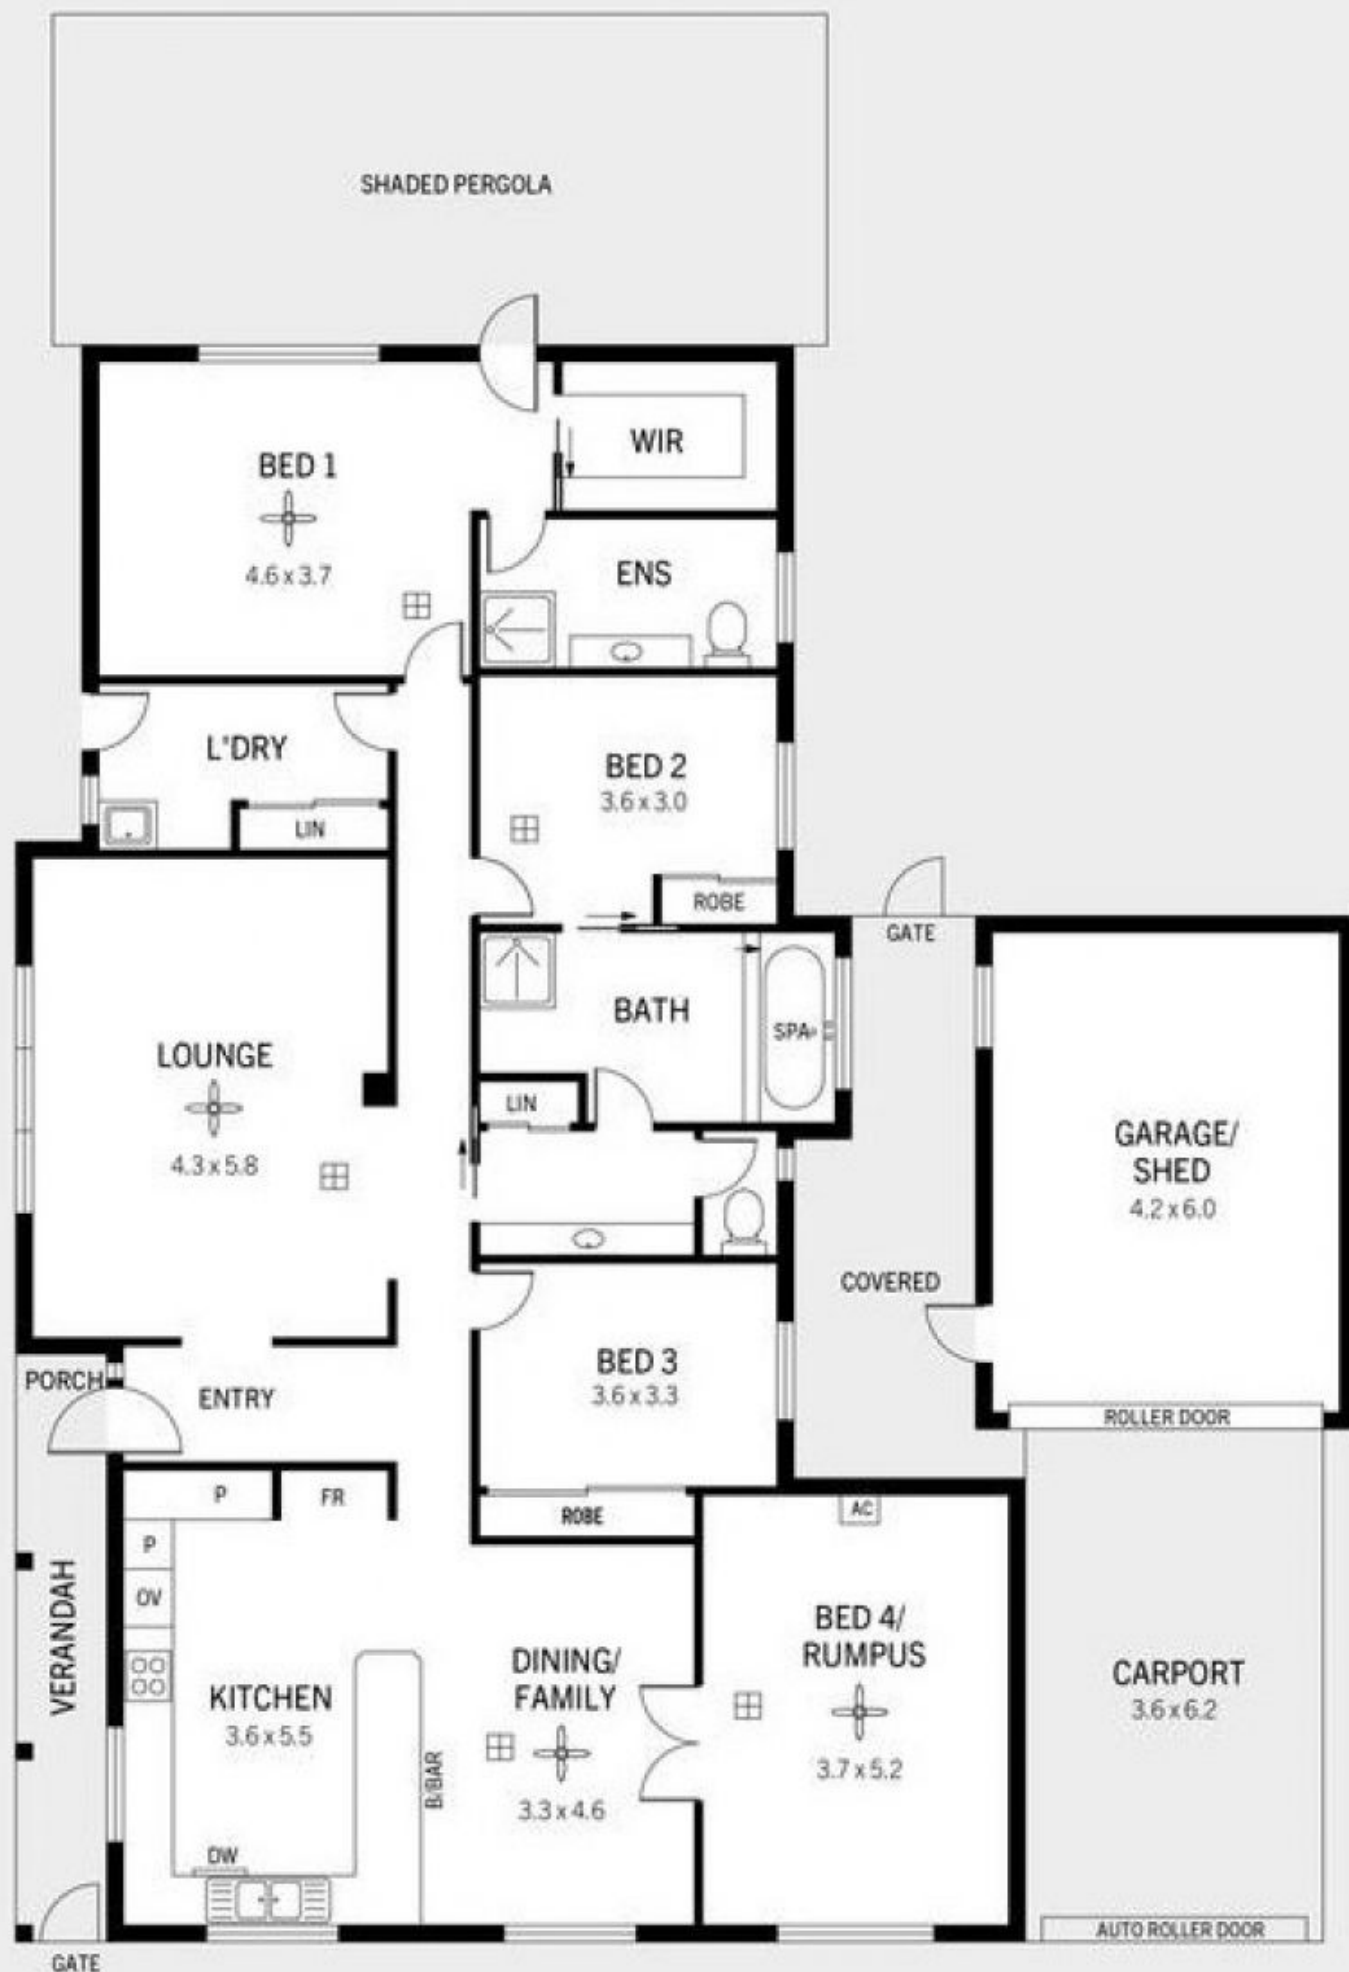 SHADED PERGOLA
BED 1
4.6 x 3.7
WIR
ENS
L'DRY
LIN
BED 2
3.6 x 3.0
ROBE
GATE
BATH
SPA
LOUNGE
4.3 x 5.8
LIN
GARAGE/
SHED
4.2 x 6.0
COVERED
PORCH
ENTRY
BED 3
3.6 x 3.3
ROBE
ROLLER DOOR
P
FR
P
OV
AC
VERANDAH
KITCHEN
3.6 x 5.5
B/BAR
DW
DINING/
FAMILY
3.3 x 4.6
BED 4/
RUMPUS
3.7 x 5.2
CARPORT
3.6 x 6.2
AUTO ROLLER DOOR
GATE